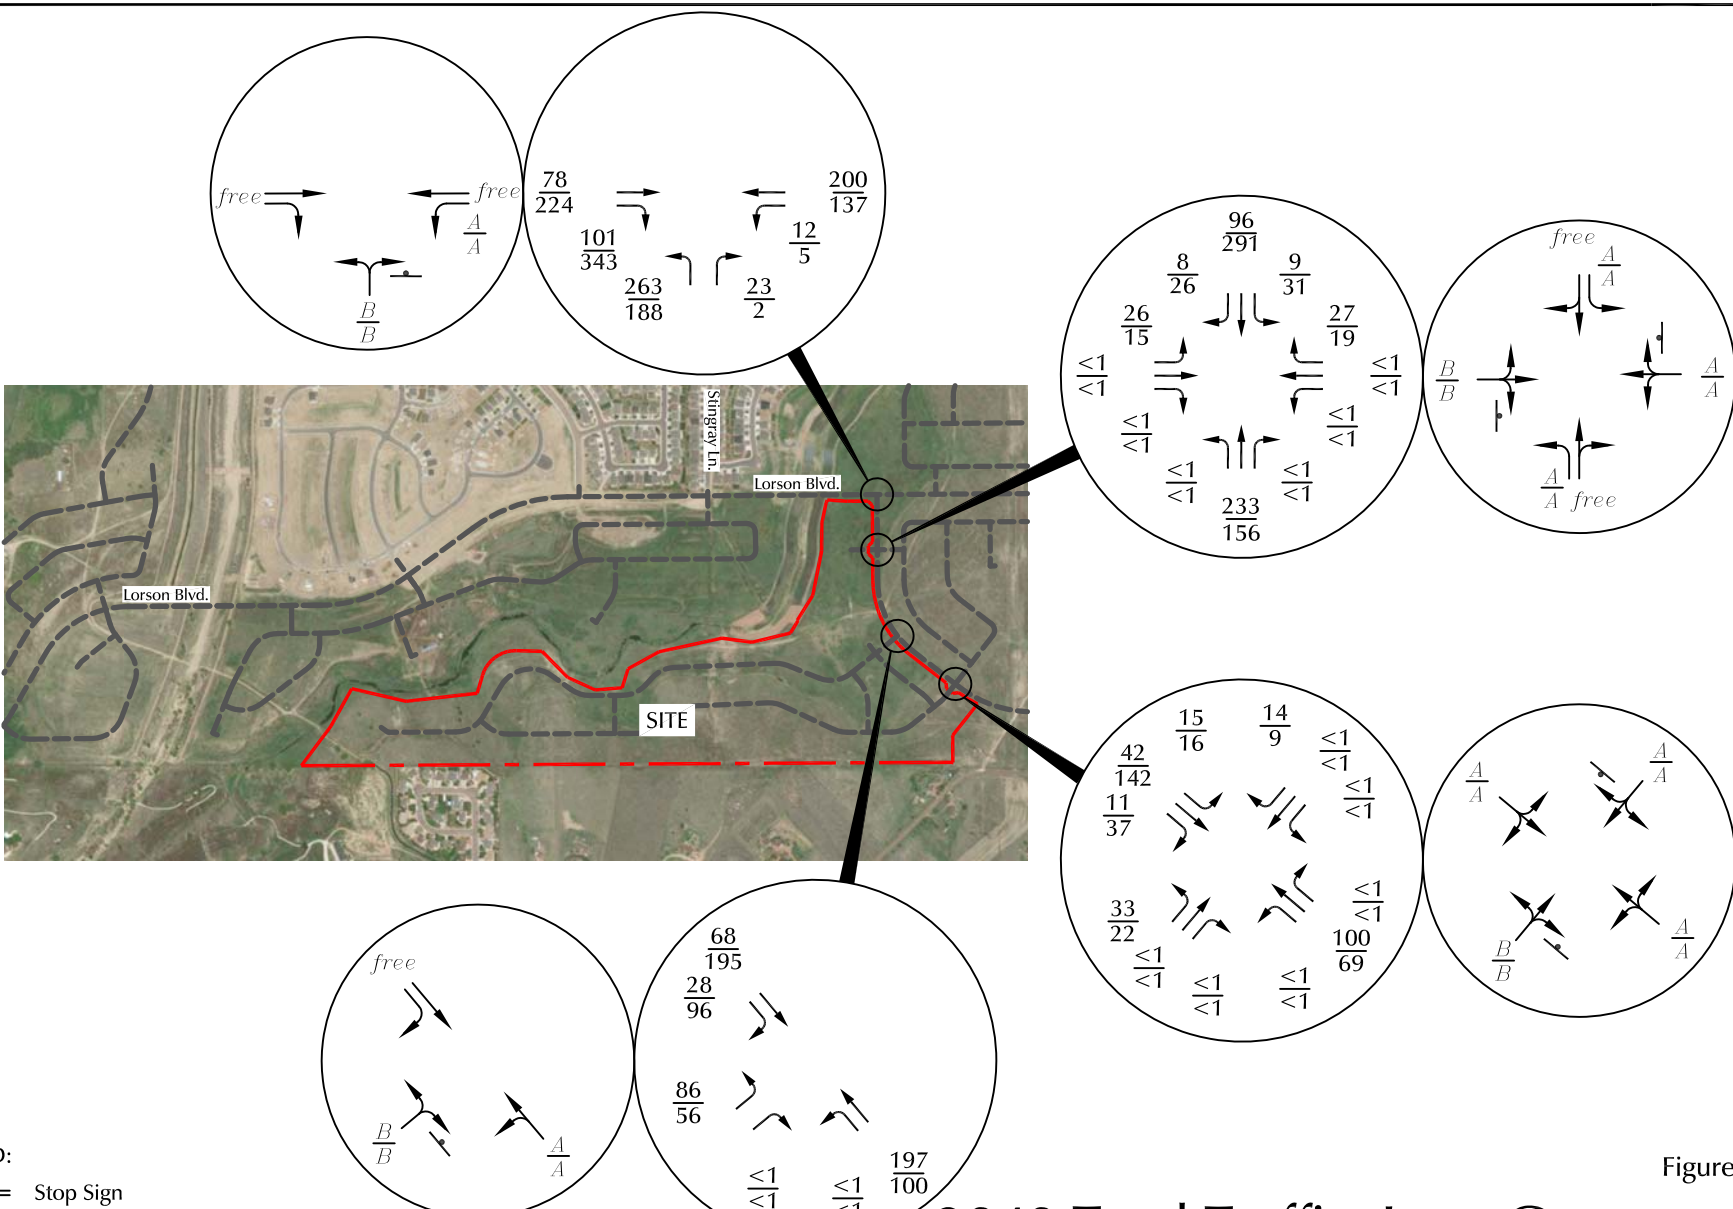 free
free
A
A
B
B
78
224
101
343
263
188
200
137
12
5
23
2
96
291
8
26
9
31
26
15
27
19
<1
<1
<1
<1
<1
<1
<1
<1
<1
<1
<1
<1
233
156
free
A
A
B
B
A
A
A
A
free
Stingray Ln.
Lorson Blvd.
Lorson Blvd.
SITE
15
16
14
9
42
142
<1
<1
11
37
<1
<1
33
22
<1
<1
<1
<1
100
69
<1
<1
<1
<1
A
A
A
A
B
B
A
A
free
B
B
A
A
68
195
28
96
86
56
<1
<1
<1
<1
197
100
= Stop Sign
Figure